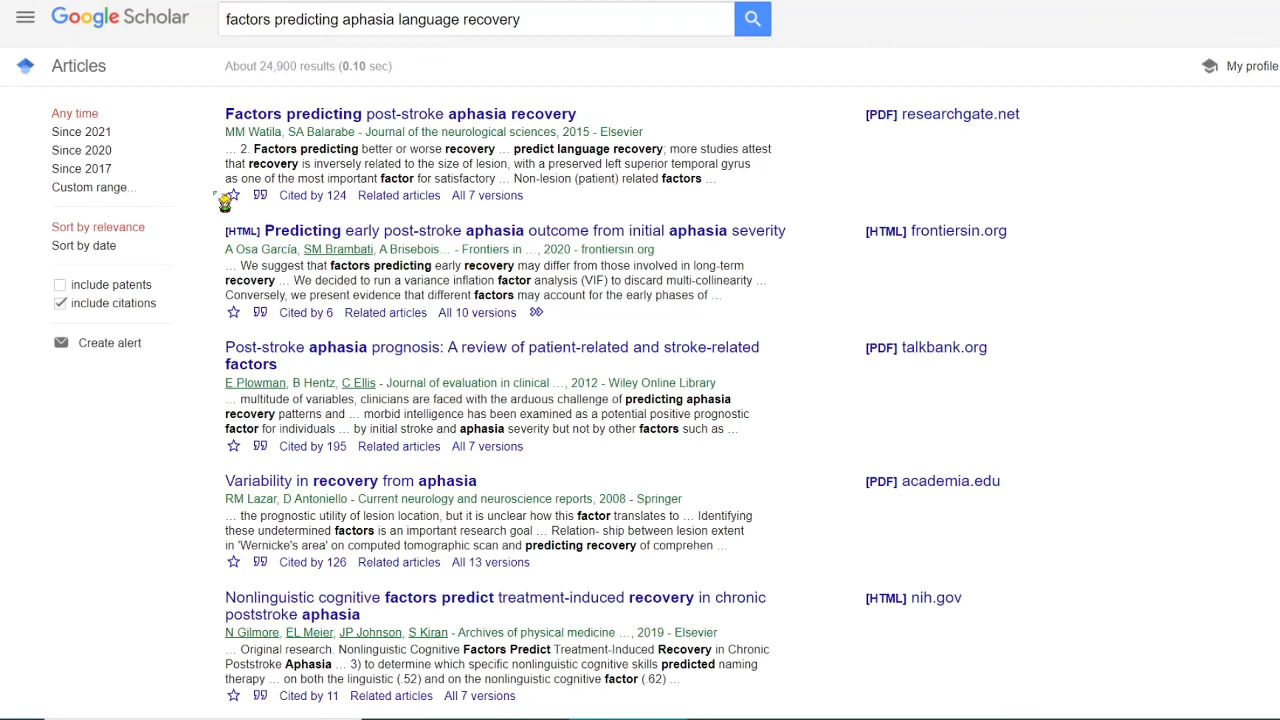 Google Scholar
factors predicting aphasia language recovery
Articles
About 24,900 results (0.10 sec)
My profile
Any time
Since 2021
Since 2020
Since 2017
Custom range...
Sort by relevance
Sort by date
include patents
include citations
Create alert
Factors predicting post-stroke aphasia recovery
MM Watila, SA Balarabe - Journal of the neurological sciences, 2015 - Elsevier
... 2. Factors predicting better or worse recovery ... predict language recovery; more studies attest
that recovery is inversely related to the size of lesion, with a preserved left superior temporal gyrus
as one of the most important factor for satisfactory ... Non-lesion (patient) related factors ...
Cited by 124 Related articles All 7 versions
[PDF] researchgate.net
[HTML] Predicting early post-stroke aphasia outcome from initial aphasia severity
A Osa García, SM Brambati, A Brisebois... - Frontiers in ..., 2020 - frontiersin.org
... We suggest that factors predicting early recovery may differ from those involved in long-term
recovery ... We decided to run a variance inflation factor analysis (VIF) to discard multi-collinearity ...
Conversely, we present evidence that different factors may account for the early phases of ...
Cited by 6 Related articles All 10 versions
[HTML] frontiersin.org
Post-stroke aphasia prognosis: A review of patient-related and stroke-related
factors
E Plowman, B Hentz, C Ellis - Journal of evaluation in clinical ..., 2012 - Wiley Online Library
... multitude of variables, clinicians are faced with the arduous challenge of predicting aphasia
recovery patterns and ... morbid intelligence has been examined as a potential positive prognostic
factor for individuals ... by initial stroke and aphasia severity but not by other factors such as ...
Cited by 195 Related articles All 7 versions
[PDF] talkbank.org
Variability in recovery from aphasia
RM Lazar, D Antoniello - Current neurology and neuroscience reports, 2008 - Springer
... the prognostic utility of lesion location, but it is unclear how this factor translates to ... Identifying
these undetermined factors is an important research goal ... Relation- ship between lesion extent
in 'Wernicke's area' on computed tomographic scan and predicting recovery of comprehen ...
Cited by 126 Related articles All 13 versions
[PDF] academia.edu
Nonlinguistic cognitive factors predict treatment-induced recovery in chronic
poststroke aphasia
N Gilmore, EL Meier, JP Johnson, S Kiran - Archives of physical medicine ..., 2019 - Elsevier
... Original research. Nonlinguistic Cognitive Factors Predict Treatment-Induced Recovery in Chronic
Poststroke Aphasia ... 3) to determine which specific nonlinguistic cognitive skills predicted naming
therapy ... on both the linguistic (.52) and on the nonlinguistic cognitive factor (.62) ...
Cited by 11 Related articles All 7 versions
[HTML] nih.gov